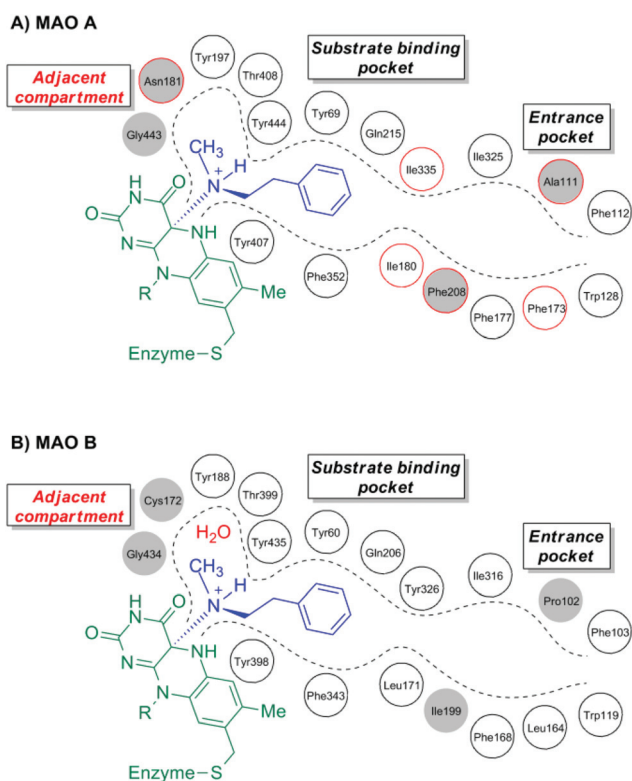 A) MAO A
Adjacent
compartment
Asn181
Tyr197
Thr408
Substrate binding
pocket
Gly443
Tyr444
Tyr69
Gln215
Ile335
Ile325
Entrance
pocket
Ala111
Phe112
CH3
N
+
H
O
NH
O
N
N
R
NH
Me
S
Enzyme
Tyr407
Phe352
Ile180
Phe208
Phe177
Phe173
Trp128
B) MAO B
Adjacent
compartment
Cys172
Tyr188
Thr399
Substrate binding
pocket
Gly434
H2O
Tyr435
Tyr60
Gln206
Tyr326
Ile316
Entrance
pocket
Pro102
Phe103
CH3
N
+
H
O
NH
O
N
N
R
NH
Me
S
Enzyme
Tyr398
Phe343
Leu171
Ile199
Phe168
Leu164
Trp119